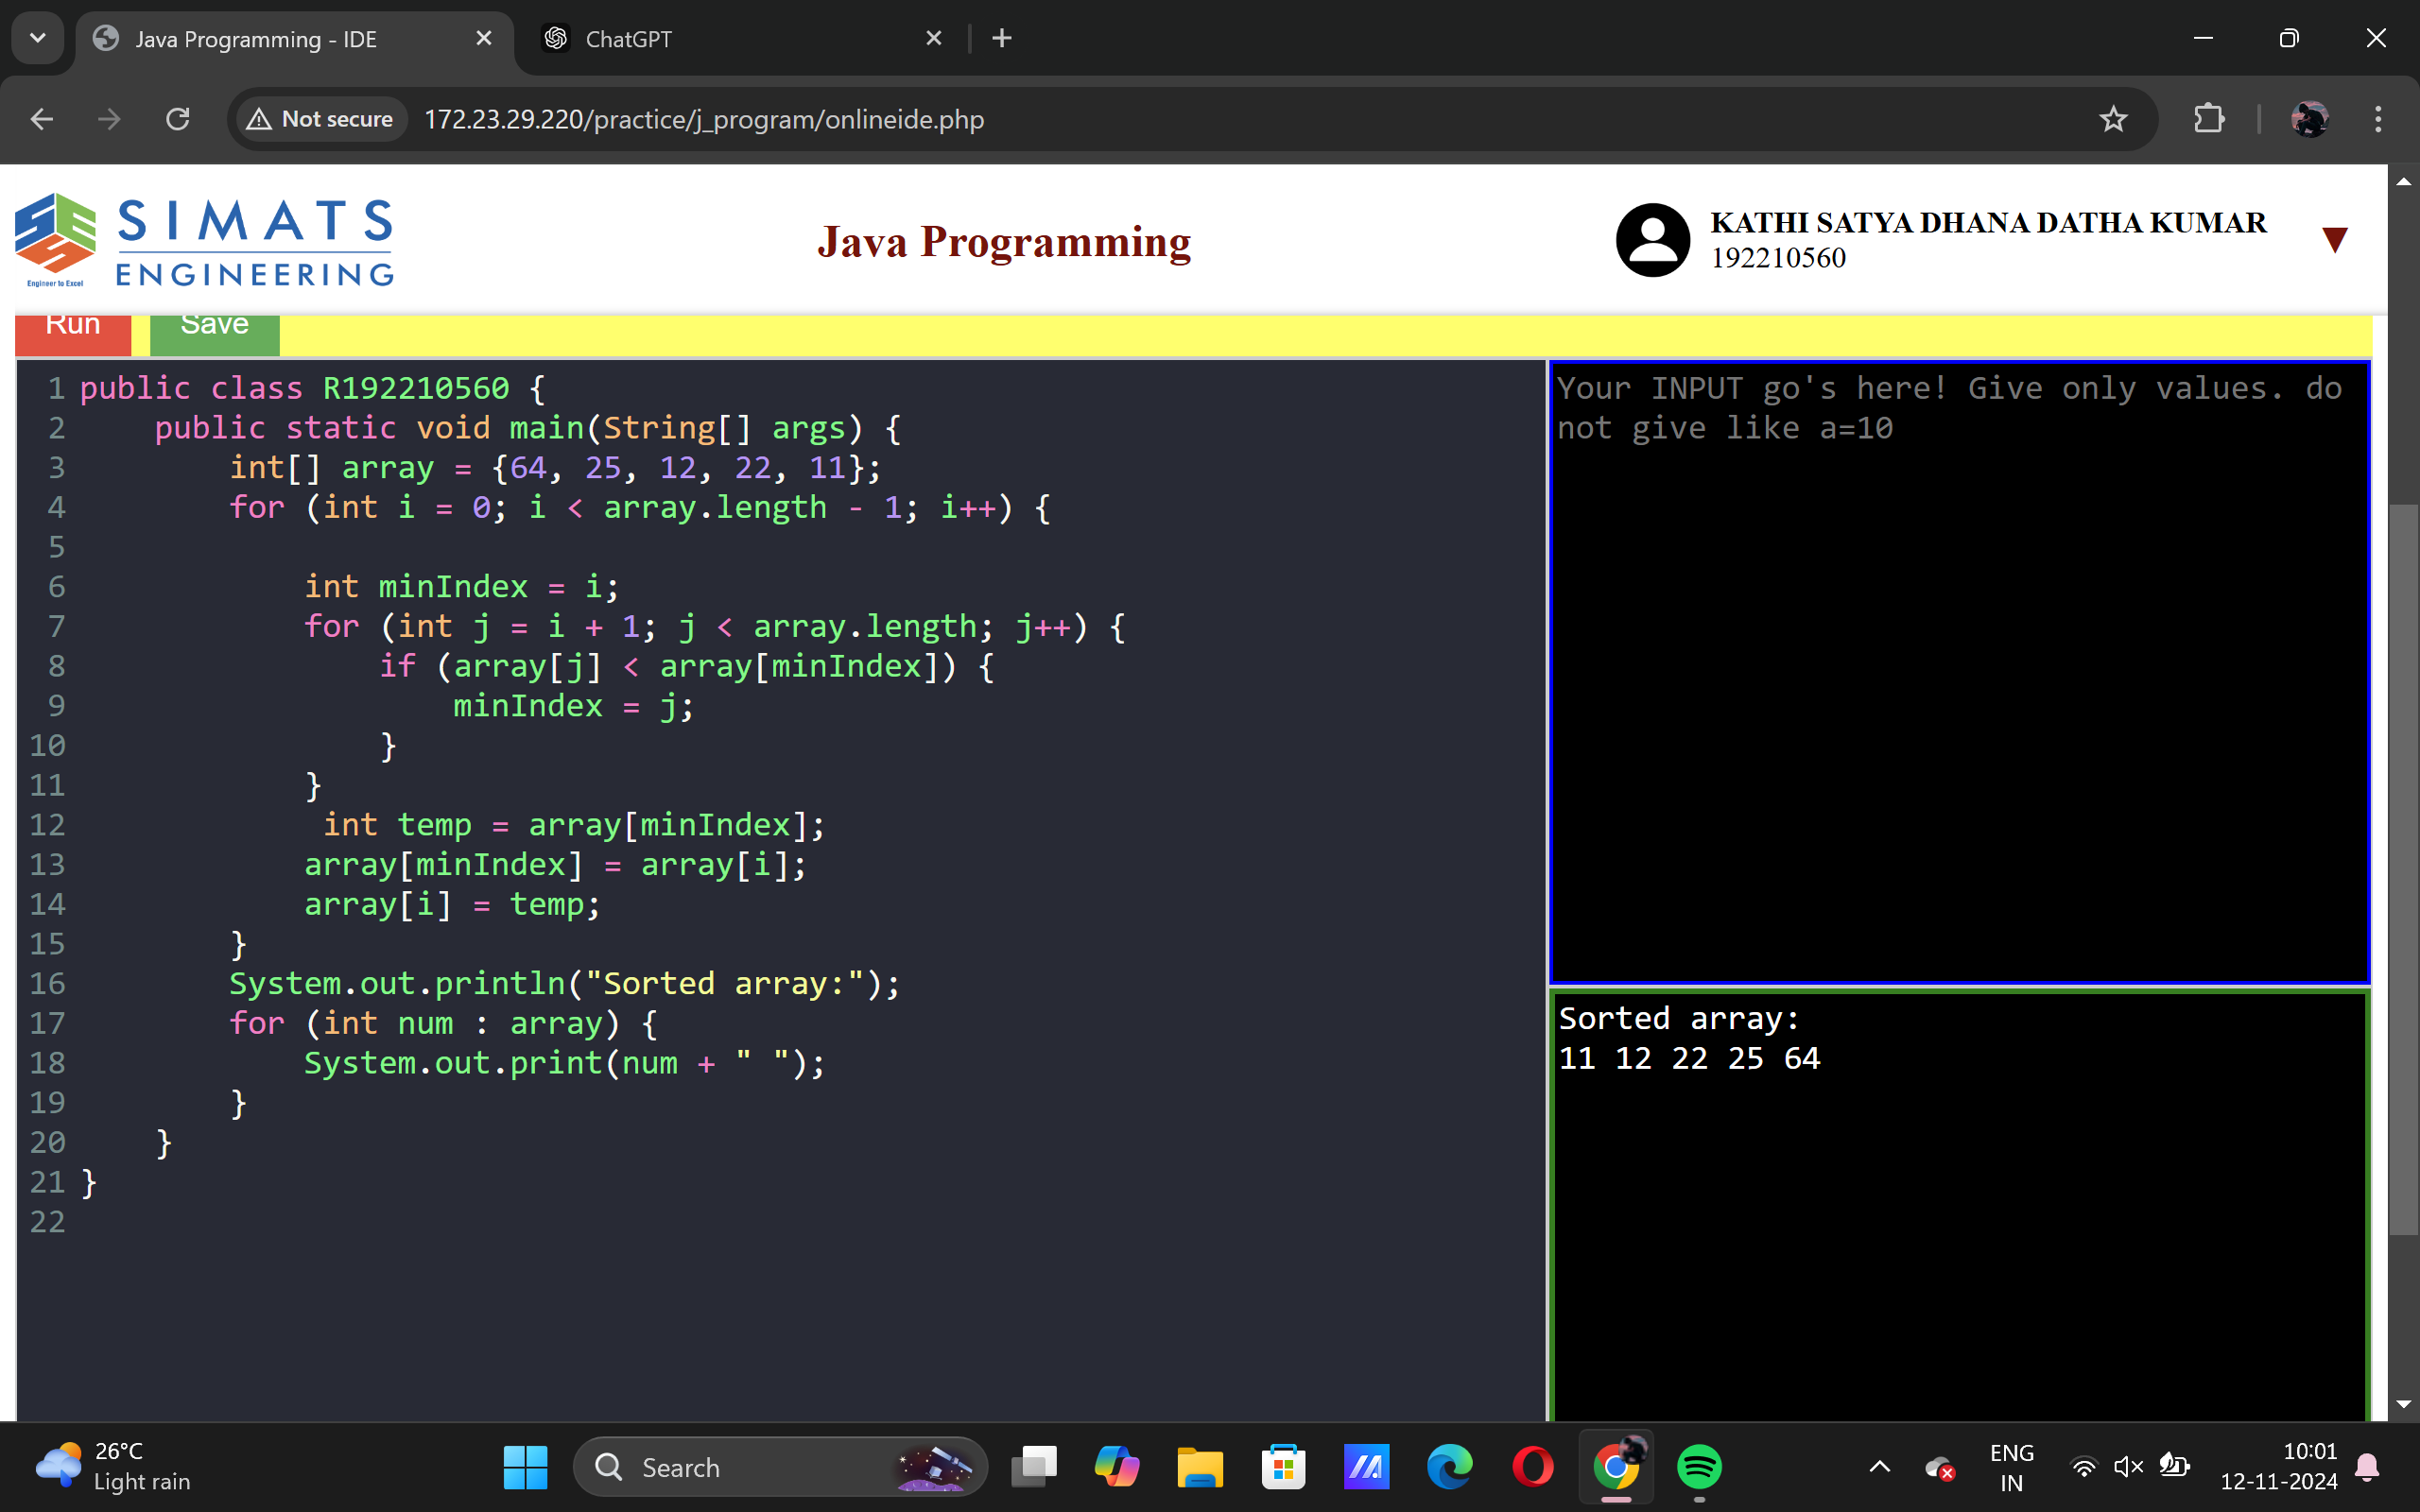 Java Programming - IDE
ChatGPT
Not secure
172.23.29.220/practice/j_program/onlineide.php
SIMATS
ENGINEERING
Engineer to Excel
Java Programming
KATHI SATYA DHANA DATHA KUMAR
192210560
Run
Save
1 public class R192210560 {
2     public static void main(String[] args) {
3         int[] array = {64, 25, 12, 22, 11};
4         for (int i = 0; i < array.length - 1; i++) {
5
6             int minIndex = i;
7             for (int j = i + 1; j < array.length; j++) {
8                 if (array[j] < array[minIndex]) {
9                     minIndex = j;
10                 }
11             }
12              int temp = array[minIndex];
13             array[minIndex] = array[i];
14             array[i] = temp;
15         }
16         System.out.println("Sorted array:");
17         for (int num : array) {
18             System.out.print(num + " ");
19         }
20     }
21 }
22
Your INPUT go's here! Give only values. do
not give like a=10
Sorted array:
11 12 22 25 64
26°C
Light rain
Search
ENG
IN
10:01
12-11-2024